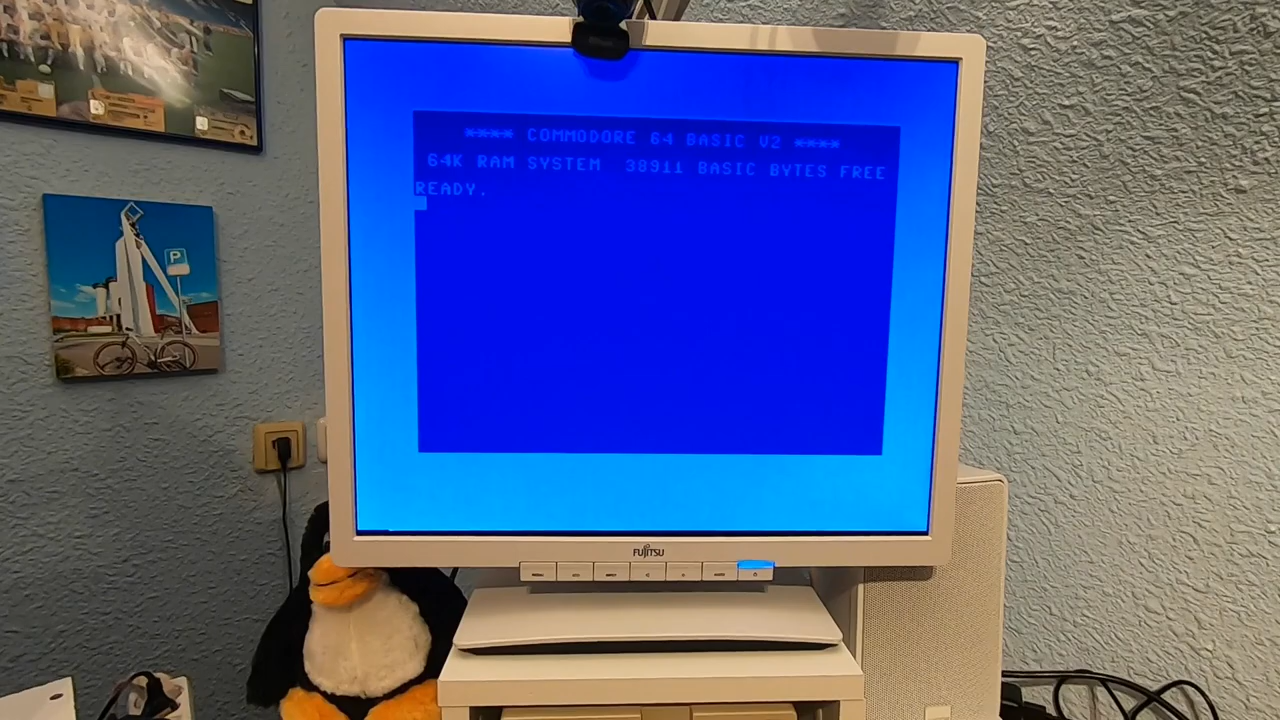 **** COMMODORE 64 BASIC V2 ****
64K RAM SYSTEM  38911 BASIC BYTES FREE
READY.
P
FUJITSU